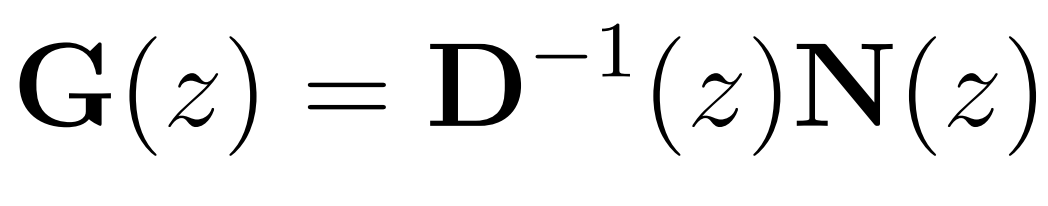 𝐆(𝑧) = 𝐃⁻¹(𝑧)𝐍(𝑧)